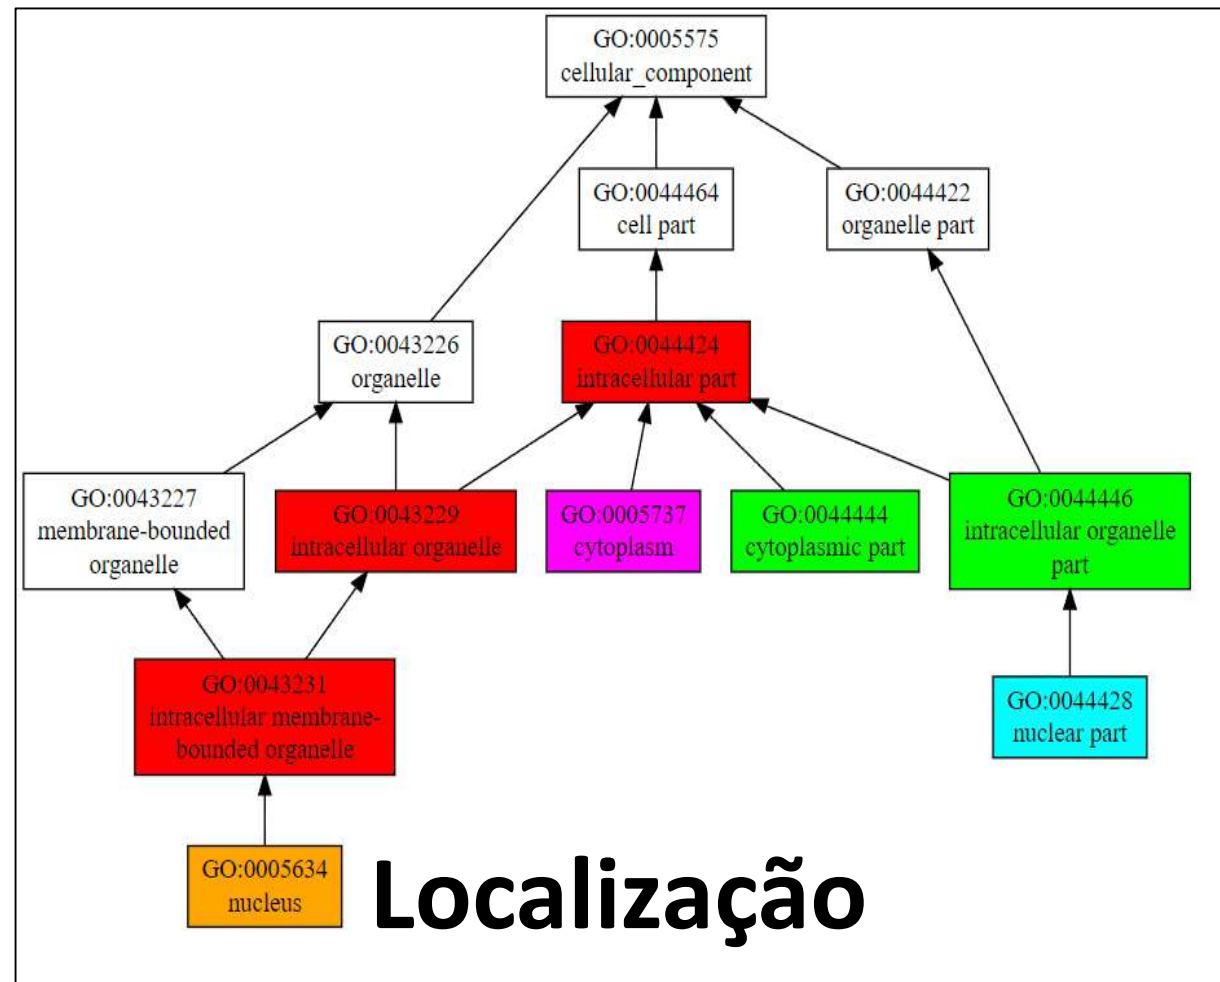 GO:0005575
cellular_component
GO:0044464
cell part
GO:0044422
organelle part
GO:0043226
organelle
GO:0044424
intracellular part
GO:0043227
membrane-bounded
organelle
GO:0043229
intracellular organelle
GO:0005737
cytoplasm
GO:0044444
cytoplasmic part
GO:0044446
intracellular organelle
part
GO:0043231
intracellular membrane-
bounded organelle
GO:0044428
nuclear part
GO:0005634
nucleus
Localização